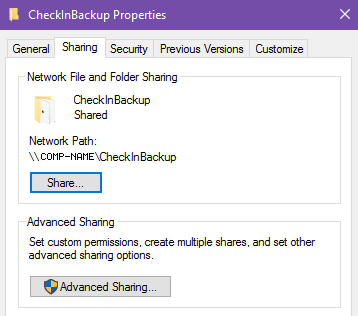 CheckInBackup Properties
General Sharing Security Previous Versions Customize
Network File and Folder Sharing
CheckInBackup
Shared
Network Path:
\\COMP-NAME\CheckInBackup
Share...
Advanced Sharing
Set custom permissions, create multiple shares, and set other
advanced sharing options.
Advanced Sharing...